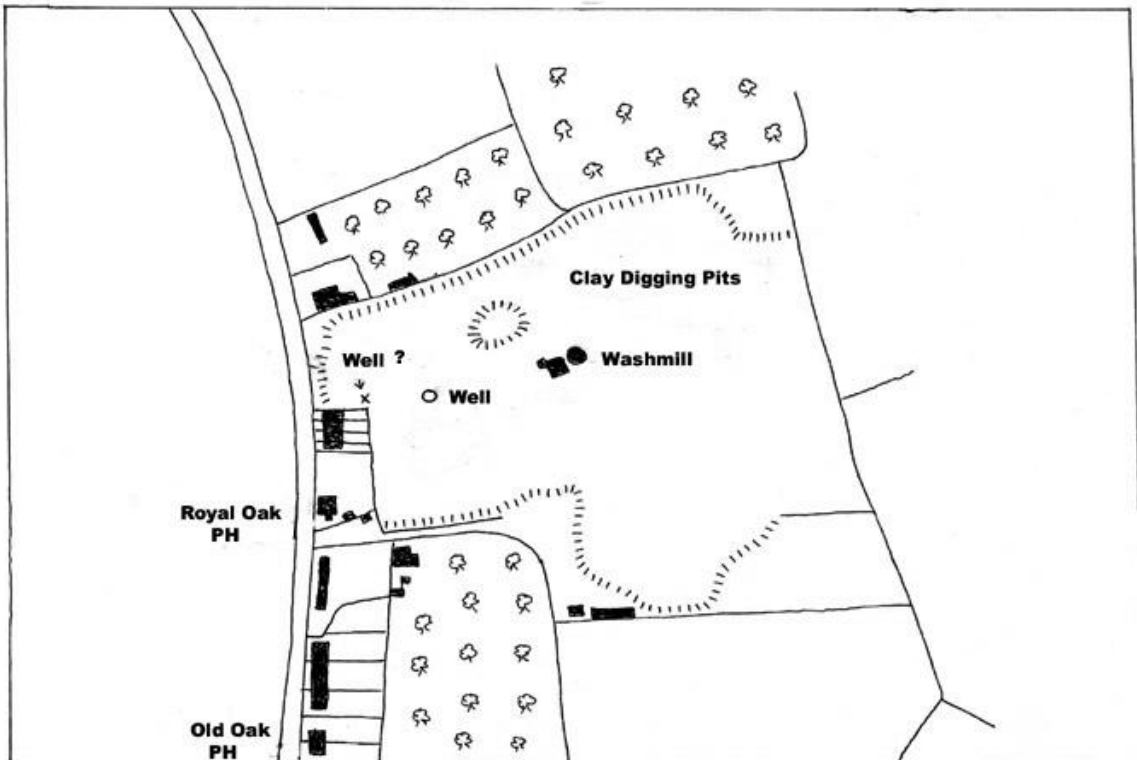 Clay Digging Pits
Well ?
Washmill
Well
Royal Oak
PH
Old Oak
PH